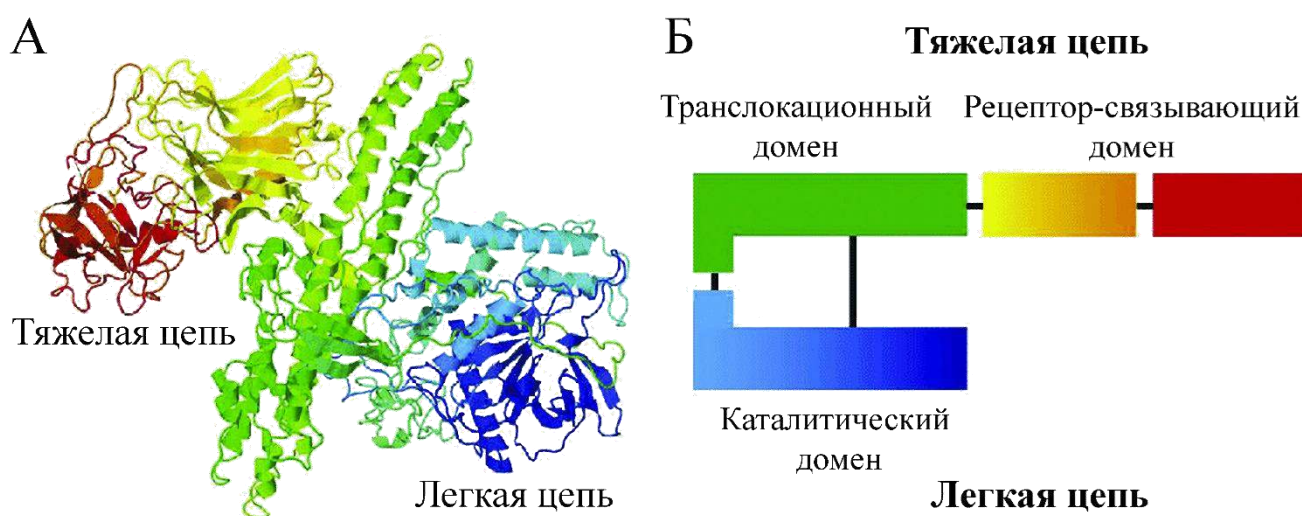 А
Тяжелая цепь
Легкая цепь
Б
Тяжелая цепь
Транслокационный
домен
Рецептор-связывающий
домен
Каталитический
домен
Легкая цепь